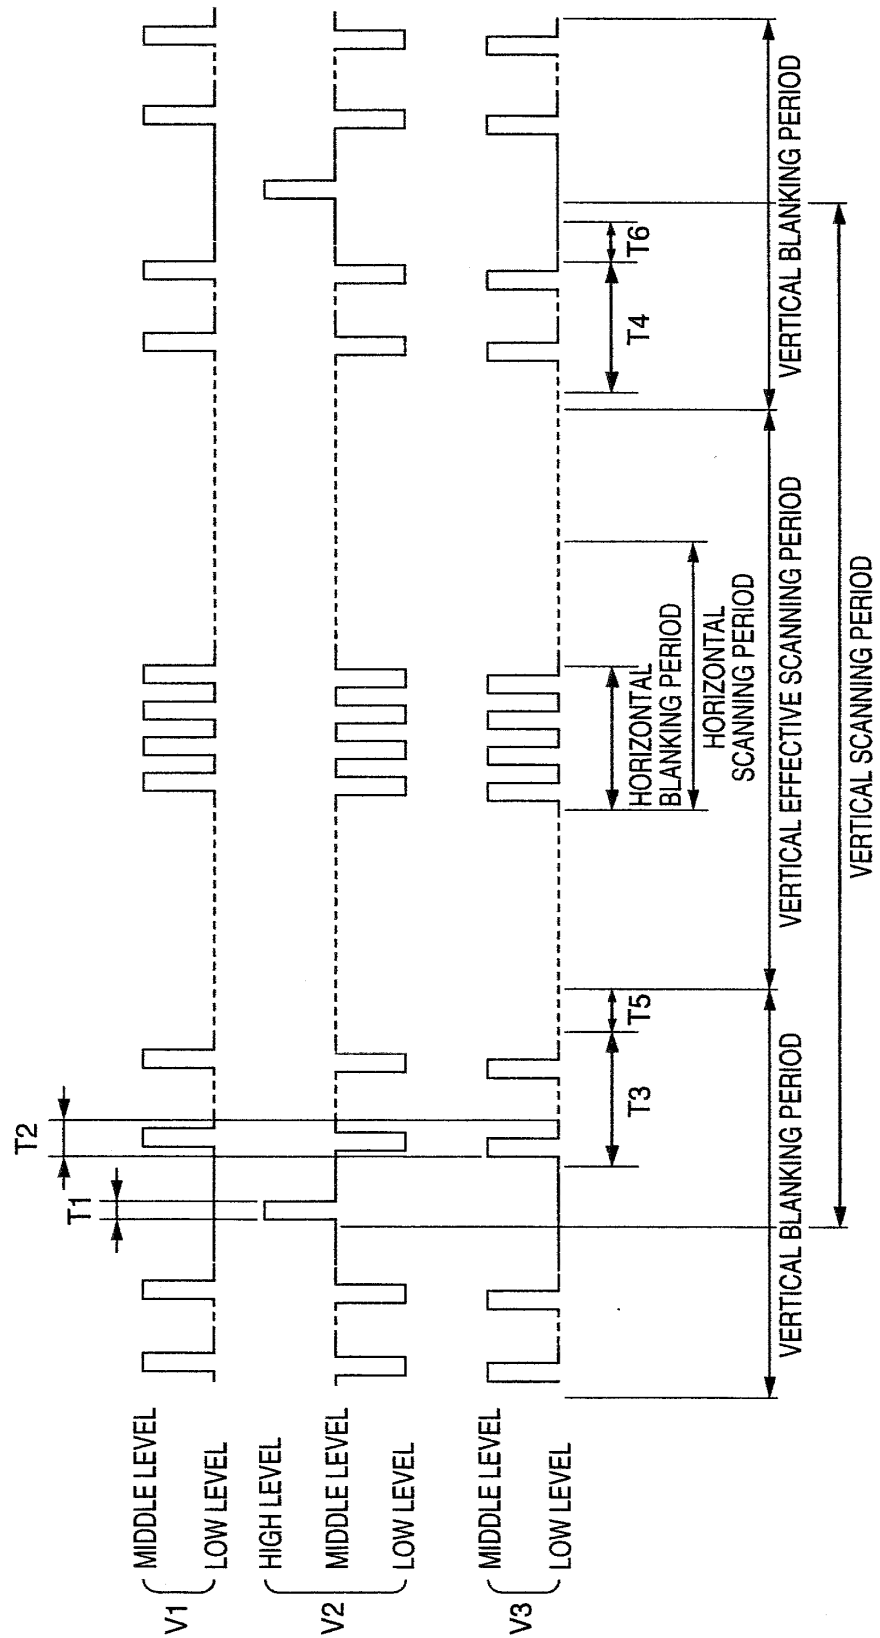 T2
T1
V1
MIDDLE LEVEL
LOW LEVEL
V2
HIGH LEVEL
MIDDLE LEVEL
LOW LEVEL
V3
MIDDLE LEVEL
LOW LEVEL
T3
T5
HORIZONTAL
BLANKING PERIOD
HORIZONTAL
SCANNING PERIOD
T4
T6
VERTICAL BLANKING PERIOD
VERTICAL EFFECTIVE SCANNING PERIOD
VERTICAL BLANKING PERIOD
VERTICAL SCANNING PERIOD